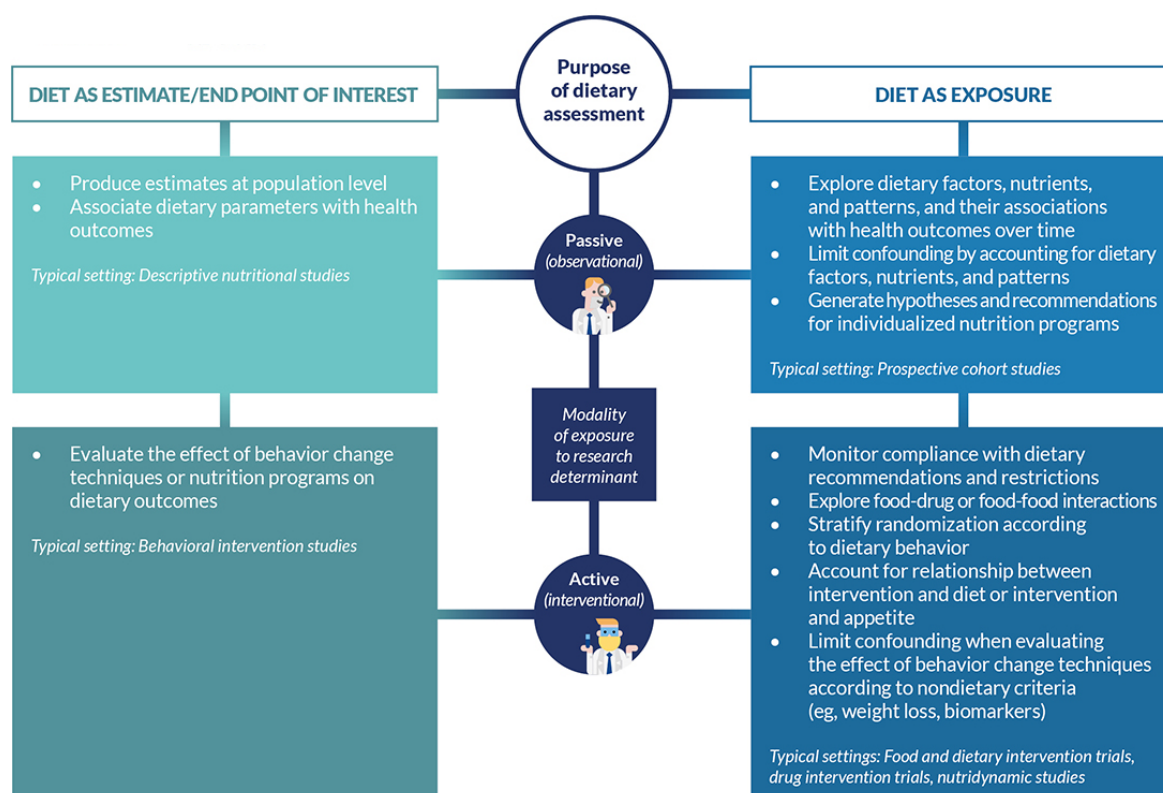 Purpose
of dietary
assessment
DIET AS ESTIMATE/END POINT OF INTEREST
DIET AS EXPOSURE
• Produce estimates at population level
• Associate dietary parameters with health
outcomes
Typical setting: Descriptive nutritional studies
Passive
(observational)
• Explore dietary factors, nutrients,
and patterns, and their associations
with health outcomes over time
• Limit confounding by accounting for dietary
factors, nutrients, and patterns
• Generate hypotheses and recommendations
for individualized nutrition programs
Typical setting: Prospective cohort studies
Modality
of exposure
to research
determinant
• Evaluate the effect of behavior change
techniques or nutrition programs on
dietary outcomes
Typical setting: Behavioral intervention studies
Active
(interventional)
• Monitor compliance with dietary
recommendations and restrictions
• Explore food-drug or food-food interactions
• Stratify randomization according
to dietary behavior
• Account for relationship between
intervention and diet or intervention
and appetite
• Limit confounding when evaluating
the effect of behavior change techniques
according to nondietary criteria
(eg, weight loss, biomarkers)
Typical settings: Food and dietary intervention trials,
drug intervention trials, nutridynamic studies